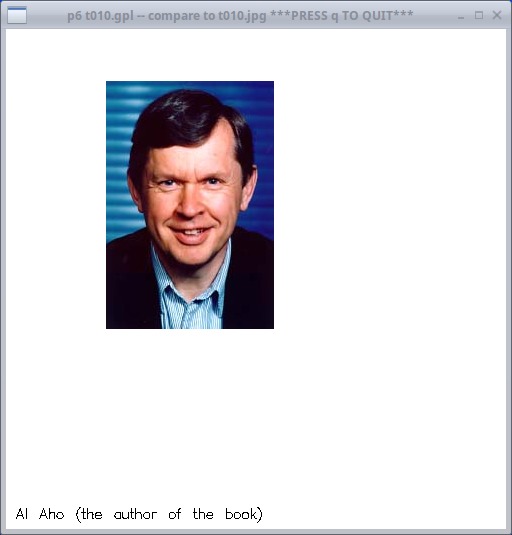 p6 t010.gpl -- compare to t010.jpg ***PRESS q TO QUIT***
Al Aho (the author of the book)